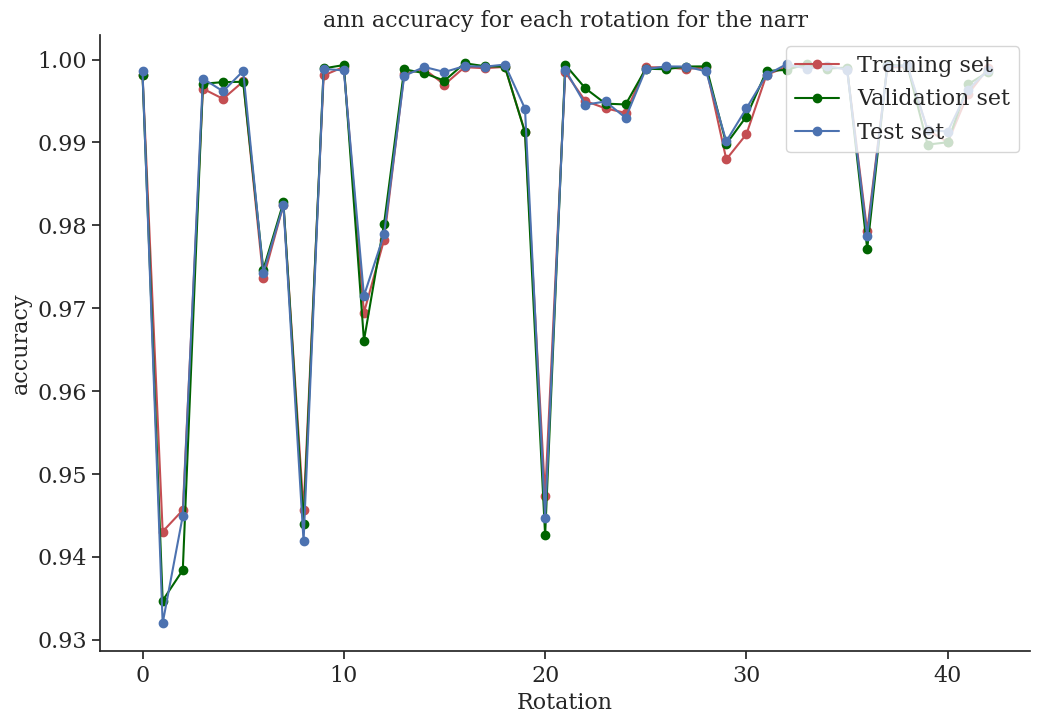 ann accuracy for each rotation for the narr
1.00
0.99
0.98
0.97
0.96
0.95
0.94
0.93
accuracy
Training set
Validation set
Test set
0 10 20 30 40
Rotation